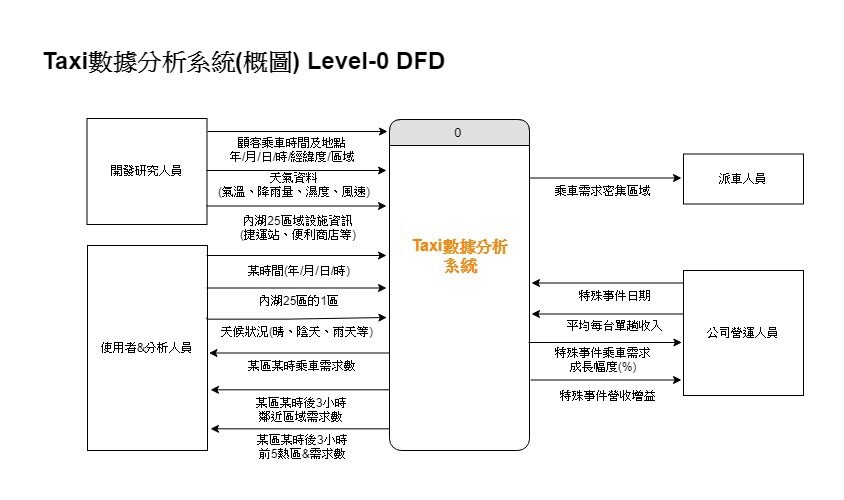 Taxi數據分析系統(概圖) Level-0 DFD
開發研究人員
顧客乘車時間及地點
年/月/日/時/經緯度/區域
天氣資料
(氣溫、降雨量、濕度、風速)
內湖25區域設施資訊
(捷運站、便利商店等)
使用者&分析人員
某時間(年/月/日/時)
內湖25區的1區
天候狀況(晴、陰天、雨天等)
某區某時乘車需求數
某區某時後3小時
鄰近區域需求數
某區某時後3小時
前5熱區&需求數
0
Taxi數據分析
系統
乘車需求密集區域
派車人員
特殊事件日期
平均每台單趟收入
特殊事件乘車需求
成長幅度(%)
特殊事件營收增益
公司營運人員